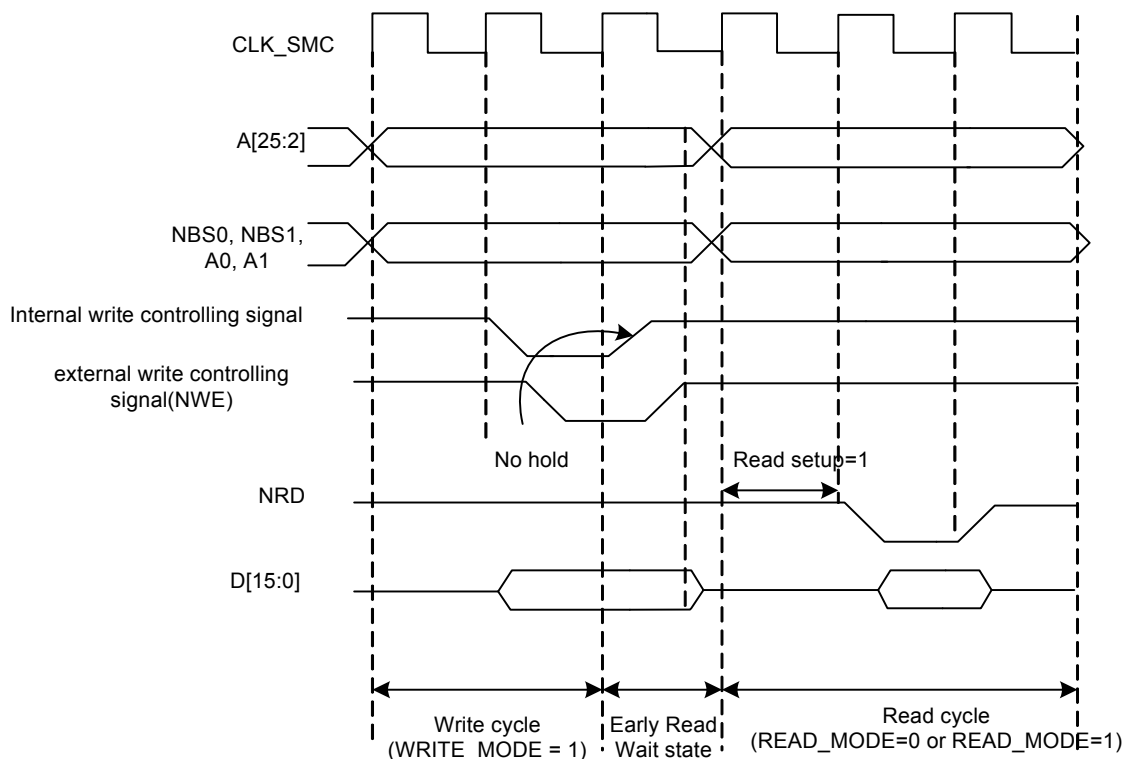 CLK_SMC
A[25:2]
NBS0, NBS1,
A0, A1
Internal write controlling signal
external write controlling
signal(NWE)
No hold
Read setup=1
NRD
D[15:0]
Write cycle
(WRITE_MODE = 1)
Early Read
Wait state
Read cycle
(READ_MODE=0 or READ_MODE=1)